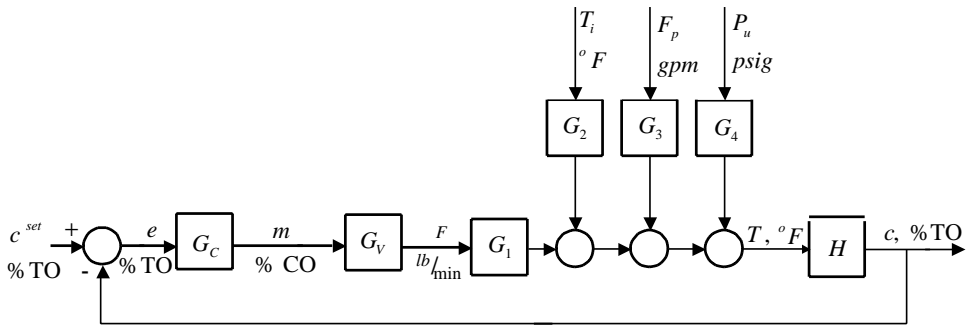 T_i
°F
F_p
gpm
P_u
psig
G_2
G_3
G_4
c^set
% TO
+
-
e
% TO
G_C
m
% CO
G_V
F
lb/min
G_1
T, °F
H
c, % TO